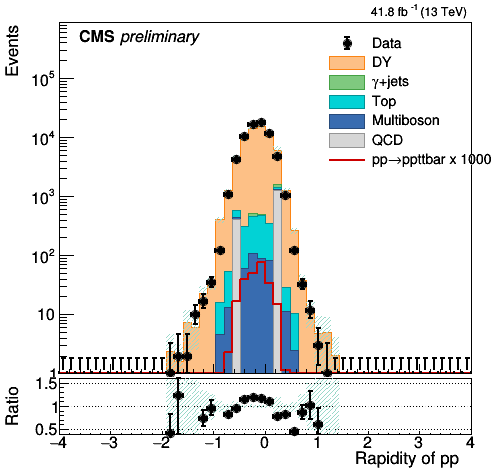 41.8 fb⁻¹ (13 TeV)
CMS preliminary
Events
Data
DY
γ+jets
Top
Multiboson
QCD
pp→ppttbar x 1000
10⁵
10⁴
10³
10²
10
1
Ratio
1.5
1
0.5
−4 −3 −2 −1 0 1 2 3 4
Rapidity of pp